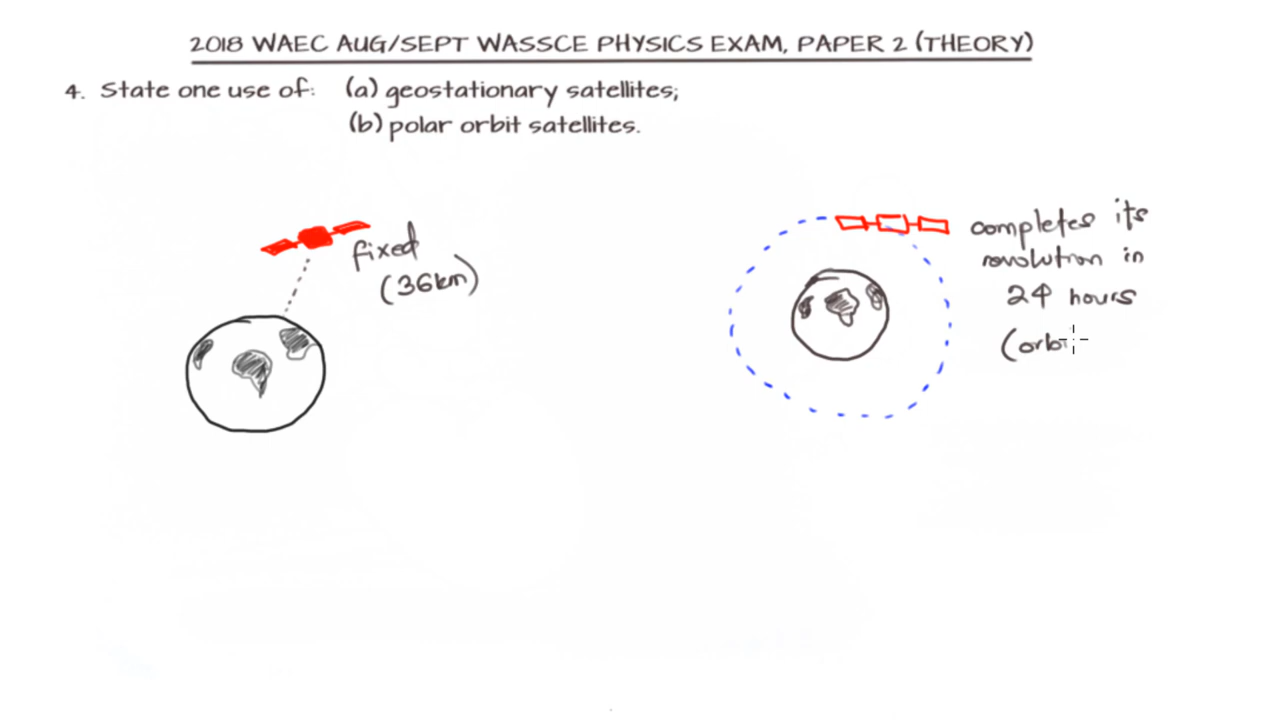 2018 WAEC AUG/SEPT WASSCE PHYSICS EXAM, PAPER 2 (THEORY)
4. State one use of: (a) geostationary satellites;
(b) polar orbit satellites.
fixed
(36km)
completes its
revolution in
24 hours
(orbi